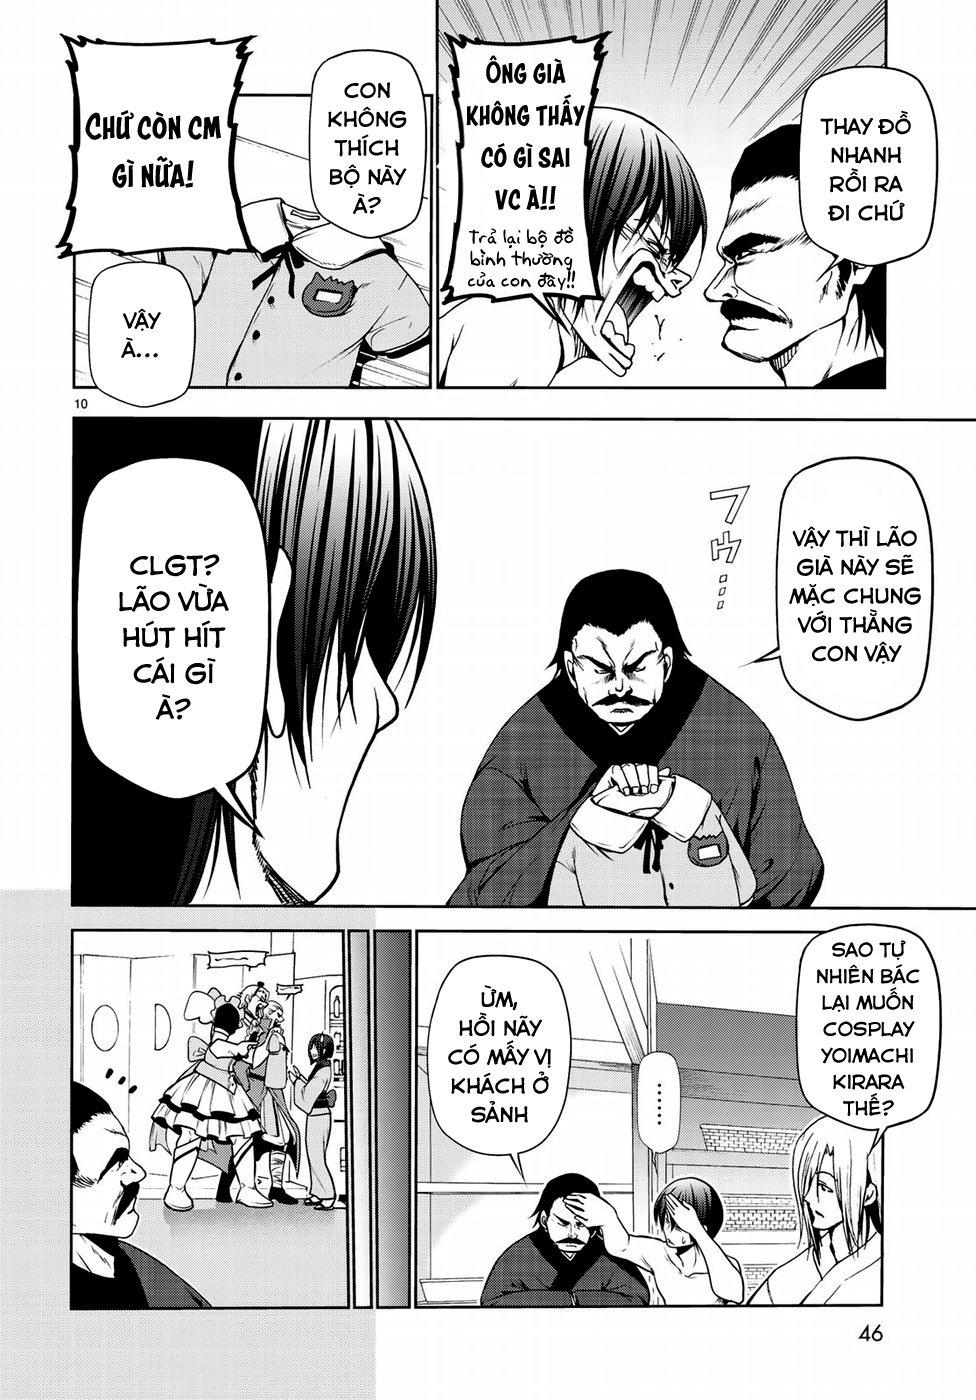 THAY ĐỒ
NHANH
RỒI RA
ĐI CHỨ
ÔNG GIÀ
KHÔNG THẤY
CÓ GÌ SAI
VC À!!
Trả lại bộ đồ
bình thường
của con đây!!
CON
KHÔNG
THÍCH
BỘ NÀY
À?
CHỨ CÒN CM
GÌ NỮA!
VẬY
À...
10
VẬY THÌ LÃO
GIÀ NÀY SẼ
MẶC CHUNG
VỚI THẰNG
CON VẬY
フゥ...
CLGT?
LÃO VỪA
HÚT HÍT
CÁI GÌ
À?
SAO TỰ
NHIÊN BÁC
LẠI MUỐN
COSPLAY
YOIMACHI
KIRARA
THẾ?
......
ỪM,
HỒI NÃY
CÓ MẤY VỊ
KHÁCH Ở
SẢNH
...
46